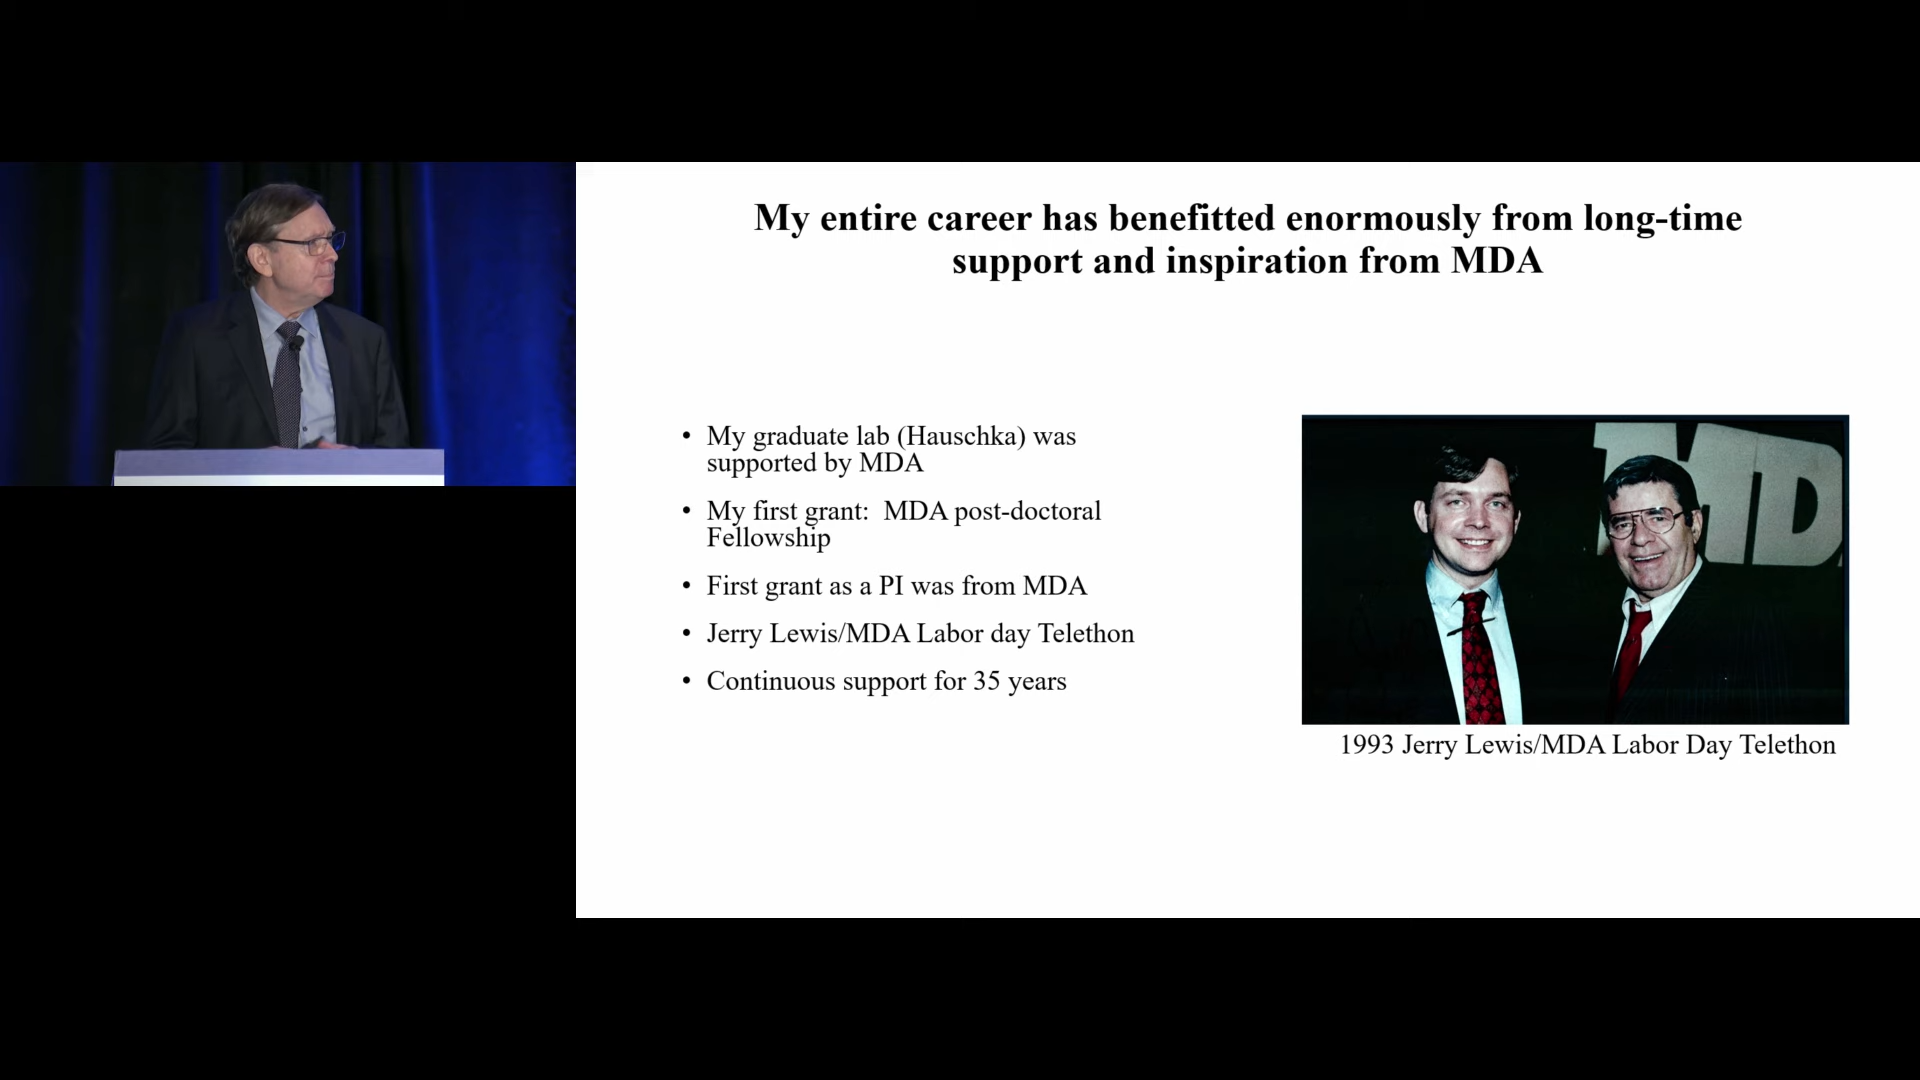 My entire career has benefitted enormously from long-time
support and inspiration from MDA
• My graduate lab (Hauschka) was
supported by MDA
• My first grant:  MDA post-doctoral
Fellowship
• First grant as a PI was from MDA
• Jerry Lewis/MDA Labor day Telethon
• Continuous support for 35 years
MDA
1993 Jerry Lewis/MDA Labor Day Telethon